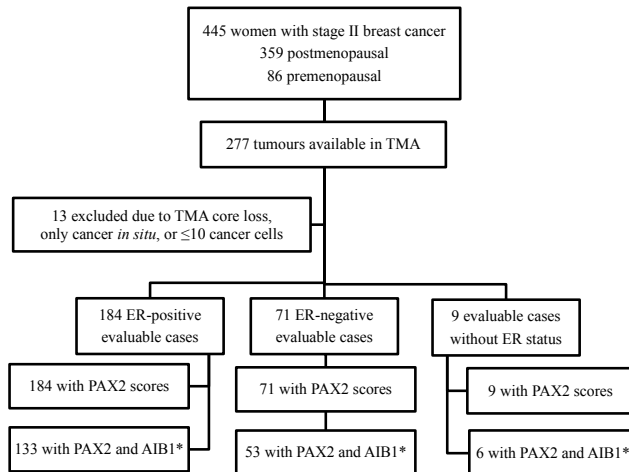 445 women with stage II breast cancer
359 postmenopausal
86 premenopausal
277 tumours available in TMA
13 excluded due to TMA core loss,
only cancer in situ, or ≤10 cancer cells
184 ER-positive
evaluable cases
71 ER-negative
evaluable cases
9 evaluable cases
without ER status
184 with PAX2 scores
71 with PAX2 scores
9 with PAX2 scores
133 with PAX2 and AIB1*
53 with PAX2 and AIB1*
6 with PAX2 and AIB1*